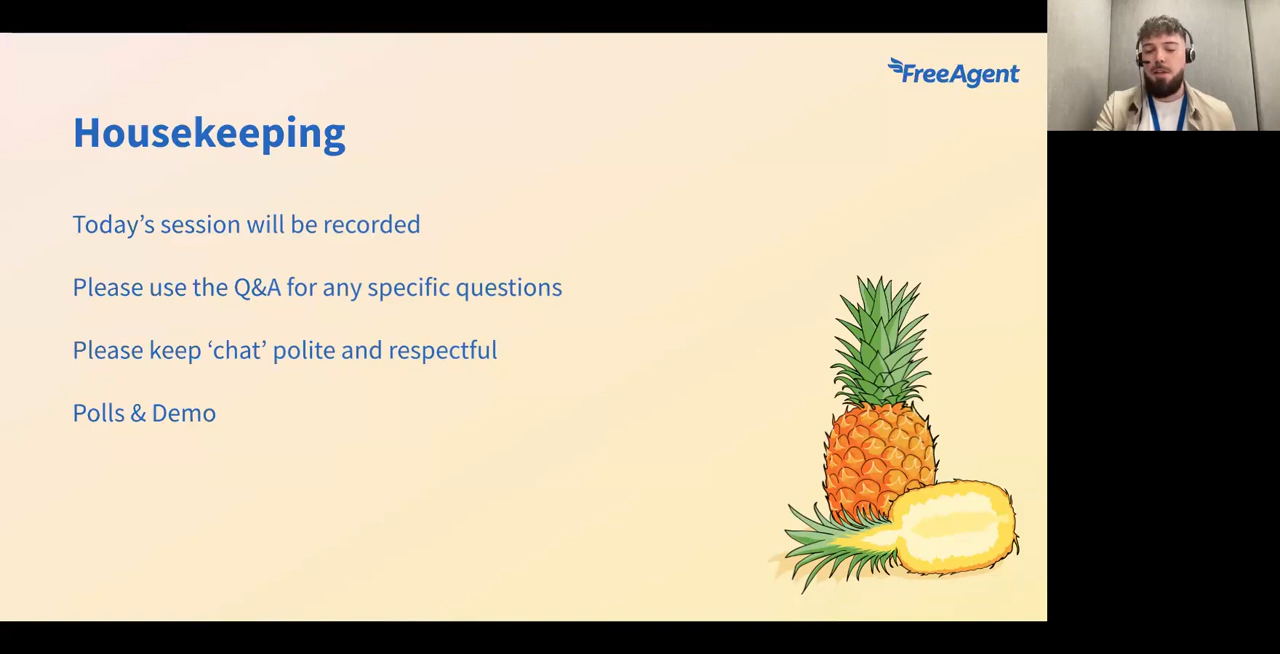 FreeAgent
Housekeeping
Today’s session will be recorded
Please use the Q&A for any specific questions
Please keep ‘chat’ polite and respectful
Polls & Demo